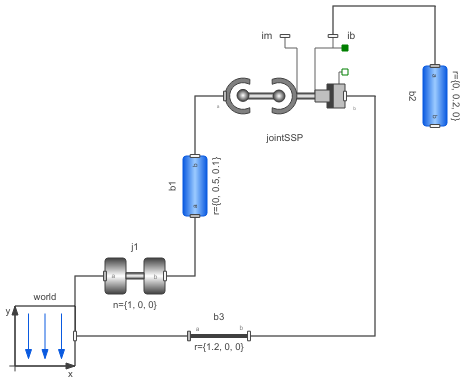 im
ib
a
b
b2
r={0, 0.2, 0}
a
b
jointSSP
b1
r={0, 0.5, 0.1}
b
a
j1
a
b
n={1, 0, 0}
world
y
x
b3
a
b
r={1.2, 0, 0}